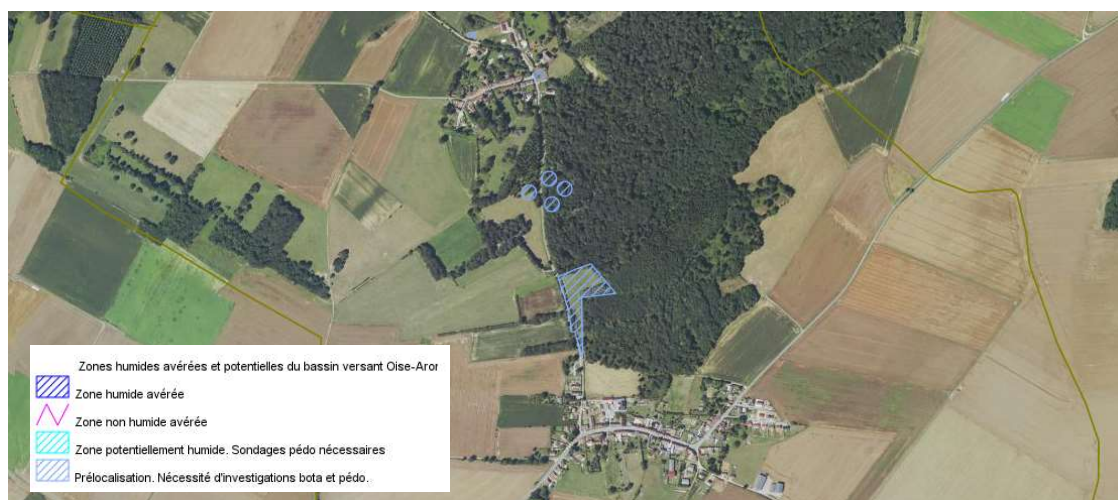 Zones humides avérées et potentielles du bassin versant Oise-Aror
Zone humide avérée
Zone non humide avérée
Zone potentiellement humide. Sondages pédo nécessaires
Prélocalisation. Nécessité d'investigations bota et pédo.